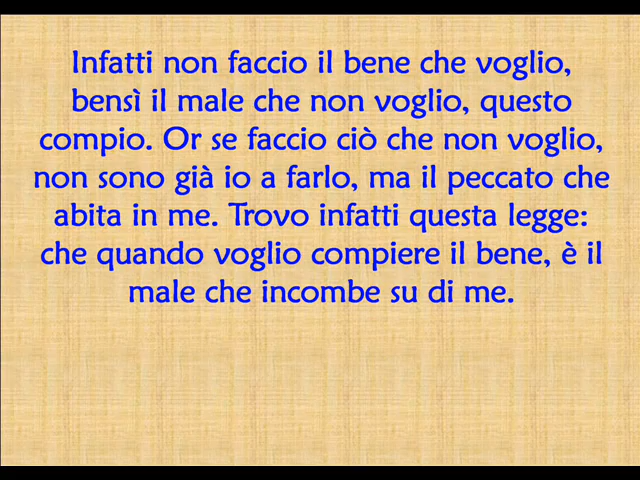 Infatti non faccio il bene che voglio,
bensì il male che non voglio, questo
compio. Or se faccio ciò che non voglio,
non sono già io a farlo, ma il peccato che
abita in me. Trovo infatti questa legge:
che quando voglio compiere il bene, è il
male che incombe su di me.